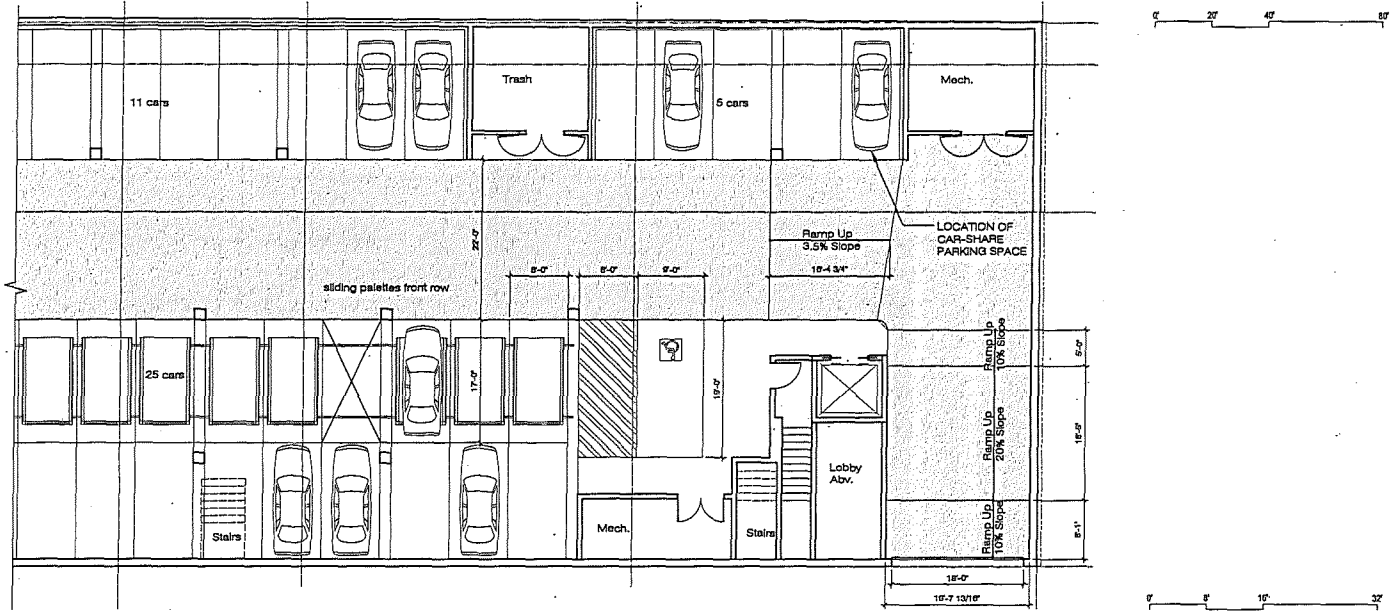 0' 20' 40' 80'
Trash
Mech.
11 cars
5 cars
LOCATION OF
CAR-SHARE
PARKING SPACE
Ramp Up
3.5% Slope
22'-0"
16'-4 3/4"
8'-0" 8'-0" 9'-0"
sliding palettes front row
Ramp Up
10% Slope
5'-0"
25 cars
17'-0"
19'-0"
Ramp Up
20% Slope
Lobby
Abv.
Stairs
Mech.
Stairs
Ramp Up
10% Slope
18'-0"
19'-7 13/16"
0' 8' 16' 32'